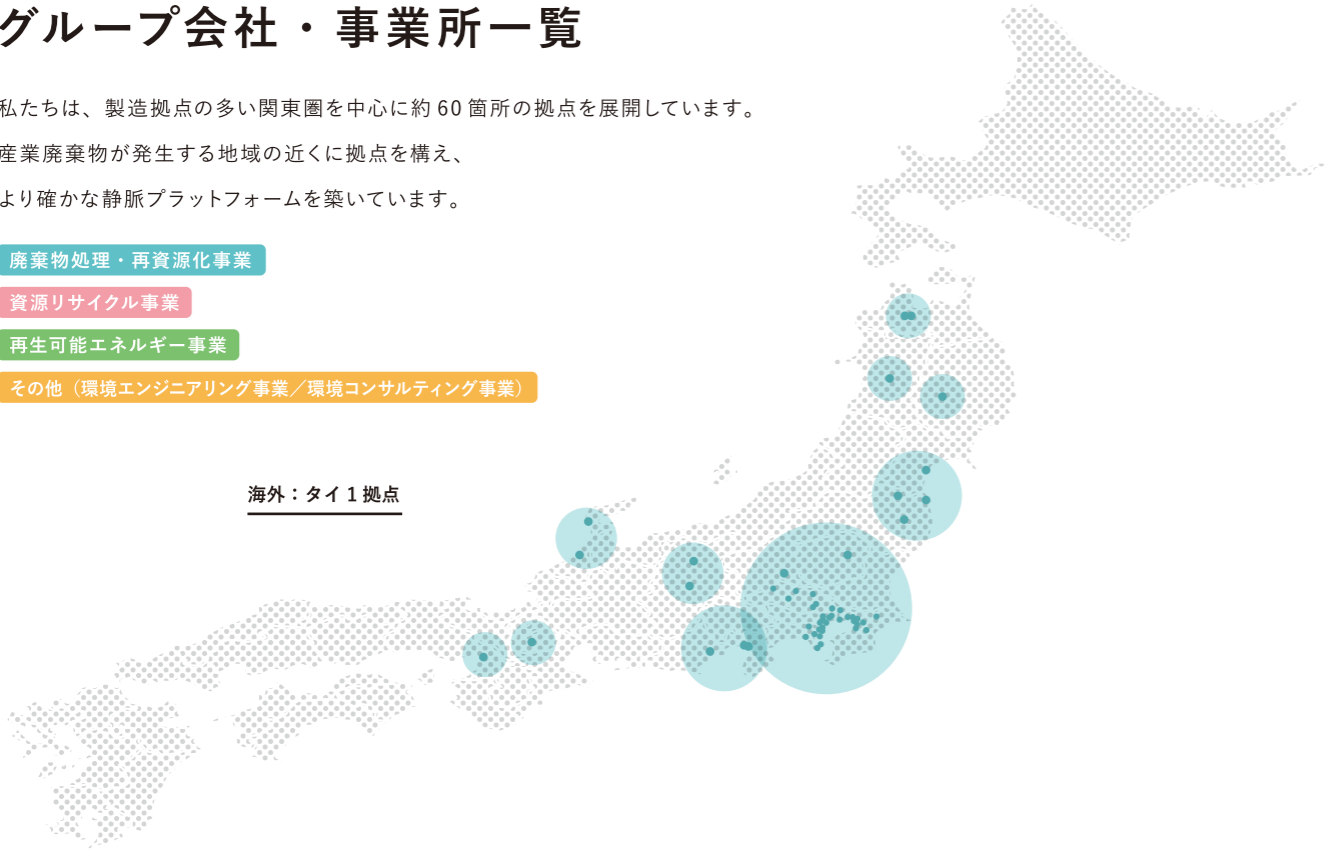 グループ会社・事業所一覧
私たちは、製造拠点の多い関東圏を中心に約60箇所の拠点を展開しています。
産業廃棄物が発生する地域の近くに拠点を構え、
より確かな静脈プラットフォームを築いています。
廃棄物処理・再資源化事業
資源リサイクル事業
再生可能エネルギー事業
その他（環境エンジニアリング事業／環境コンサルティング事業）
海外：タイ1拠点